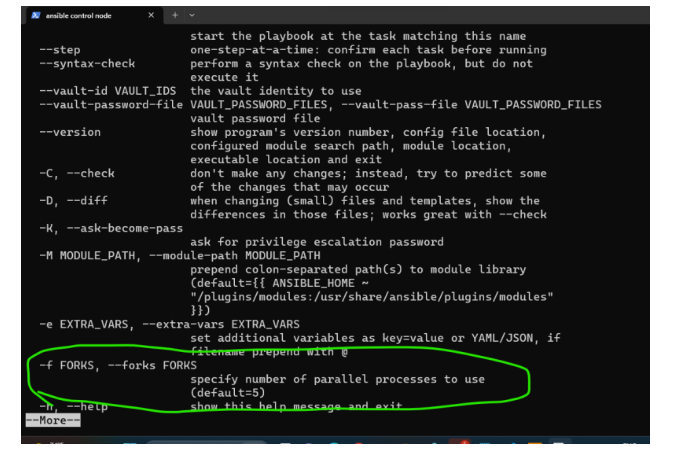 ansible control node
start the playbook at the task matching this name
--step one-step-at-a-time: confirm each task before running
--syntax-check perform a syntax check on the playbook, but do not
execute it
--vault-id VAULT_IDS the vault identity to use
--vault-password-file VAULT_PASSWORD_FILES, --vault-pass-file VAULT_PASSWORD_FILES
vault password file
--version show program's version number, config file location,
configured module search path, module location,
executable location and exit
-C, --check don't make any changes; instead, try to predict some
of the changes that may occur
-D, --diff when changing (small) files and templates, show the
differences in those files; works great with --check
-K, --ask-become-pass
ask for privilege escalation password
-M MODULE_PATH, --module-path MODULE_PATH
prepend colon-separated path(s) to module library
(default={{ ANSIBLE_HOME ~
"/plugins/modules:/usr/share/ansible/plugins/modules"
}})
-e EXTRA_VARS, --extra-vars EXTRA_VARS
set additional variables as key=value or YAML/JSON, if
filename prepend with @
-f FORKS, --forks FORKS
specify number of parallel processes to use
(default=5)
-h, --help show this help message and exit
--More--